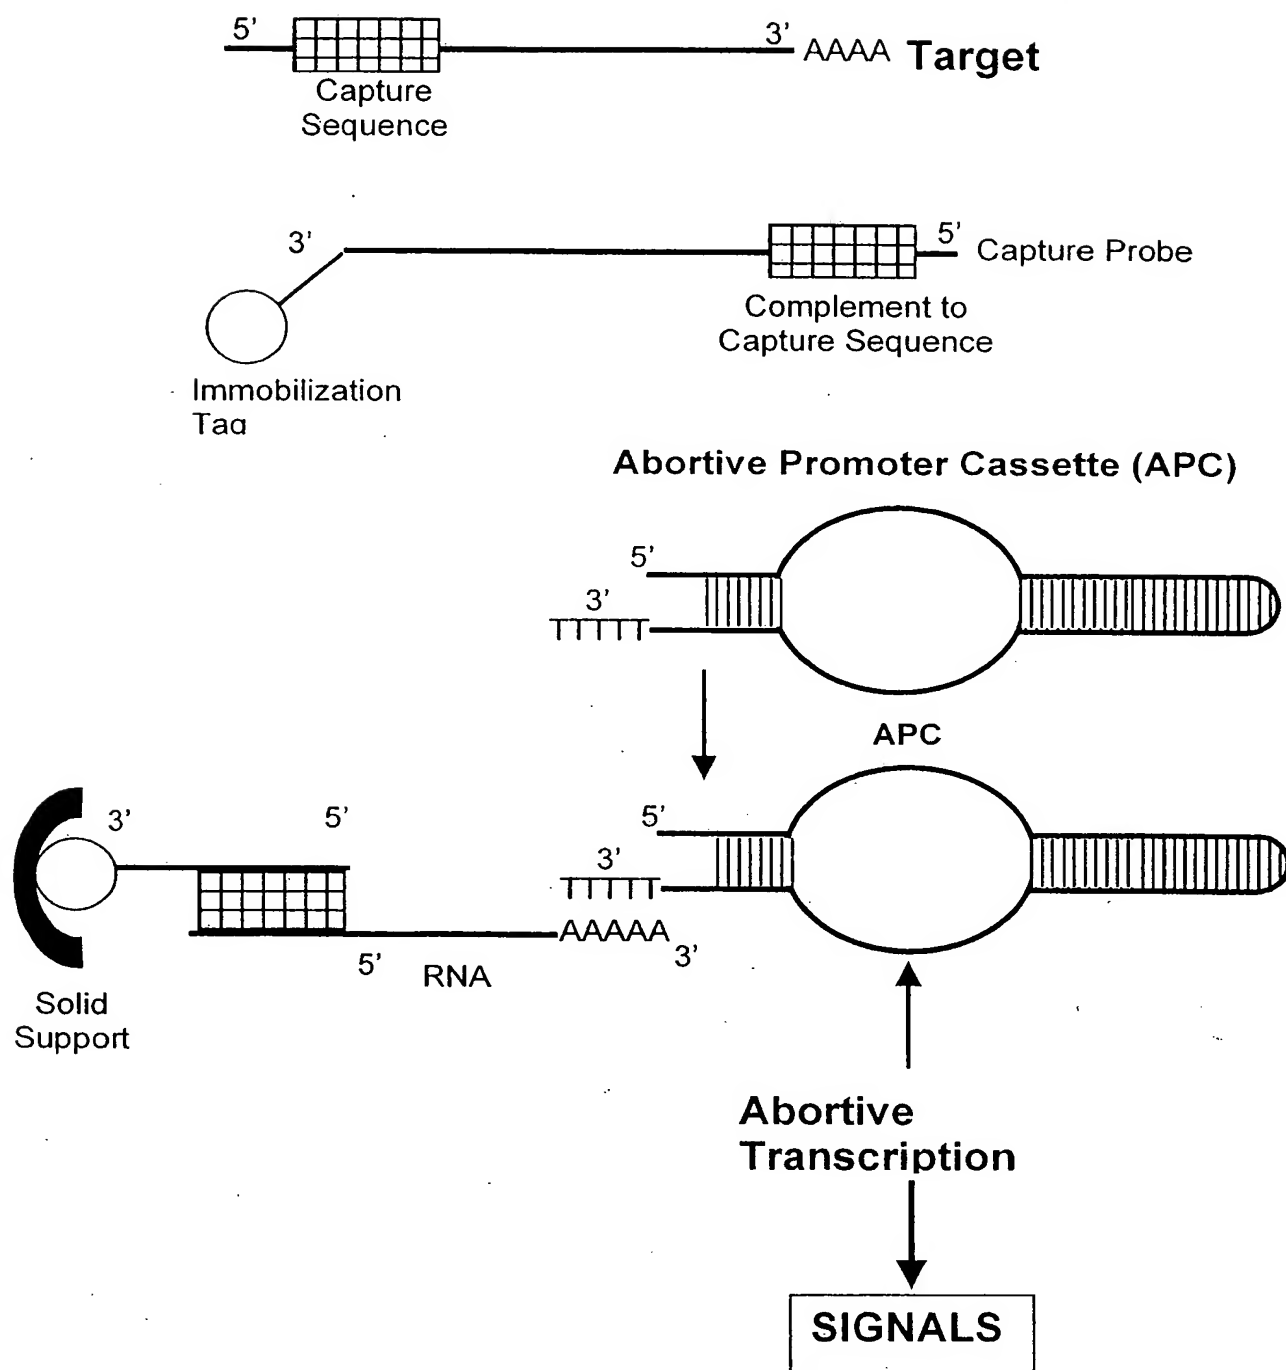 5' 3' AAAA Target
Capture
Sequence
3' 5' Capture Probe
Complement to
Capture Sequence
Immobilization
Tag
Abortive Promoter Cassette (APC)
5'
3'
TTTTT
APC
3' 5' 5'
3'
TTTTT
AAAAA
5' RNA 3'
Solid
Support
Abortive
Transcription
SIGNALS